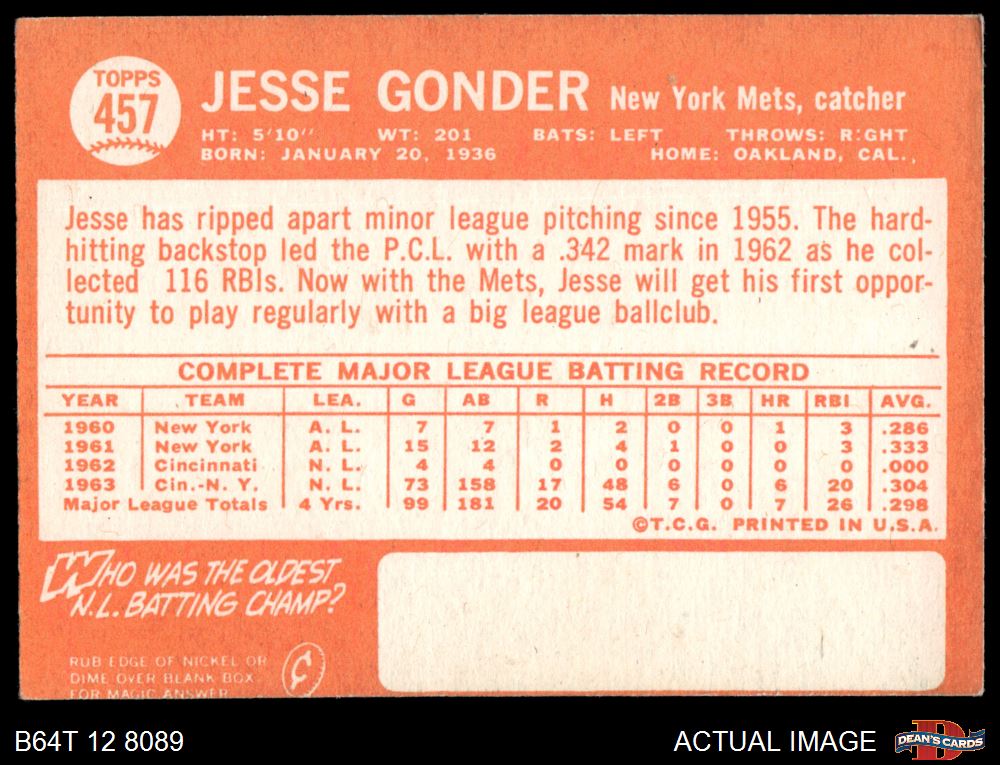 TOPPS
457
JESSE GONDER New York Mets, catcher
HT: 5'10" WT: 201 BATS: LEFT THROWS: RIGHT
BORN: JANUARY 20, 1936 HOME: OAKLAND, CAL.
Jesse has ripped apart minor league pitching since 1955. The hard-
hitting backstop led the P.C.L. with a .342 mark in 1962 as he col-
lected 116 RBIs. Now with the Mets, Jesse will get his first oppor-
tunity to play regularly with a big league ballclub.
COMPLETE MAJOR LEAGUE BATTING RECORD
YEAR TEAM LEA. G AB R H 2B 3B HR RBI AVG.
1960 New York A. L. 7 7 1 2 0 0 1 3 .286
1961 New York A. L. 15 12 2 4 1 0 0 3 .333
1962 Cincinnati N. L. 4 4 0 0 0 0 0 0 .000
1963 Cin.-N. Y. N. L. 73 158 17 48 6 0 6 20 .304
Major League Totals 4 Yrs. 99 181 20 54 7 0 7 26 .298
©T.C.G. PRINTED IN U.S.A.
WHO WAS THE OLDEST
N.L. BATTING CHAMP?
RUB EDGE OF NICKEL OR
DIME OVER BLANK BOX
FOR MAGIC ANSWER
¢
B64T 12 8089
ACTUAL IMAGE
DEAN'S CARDS